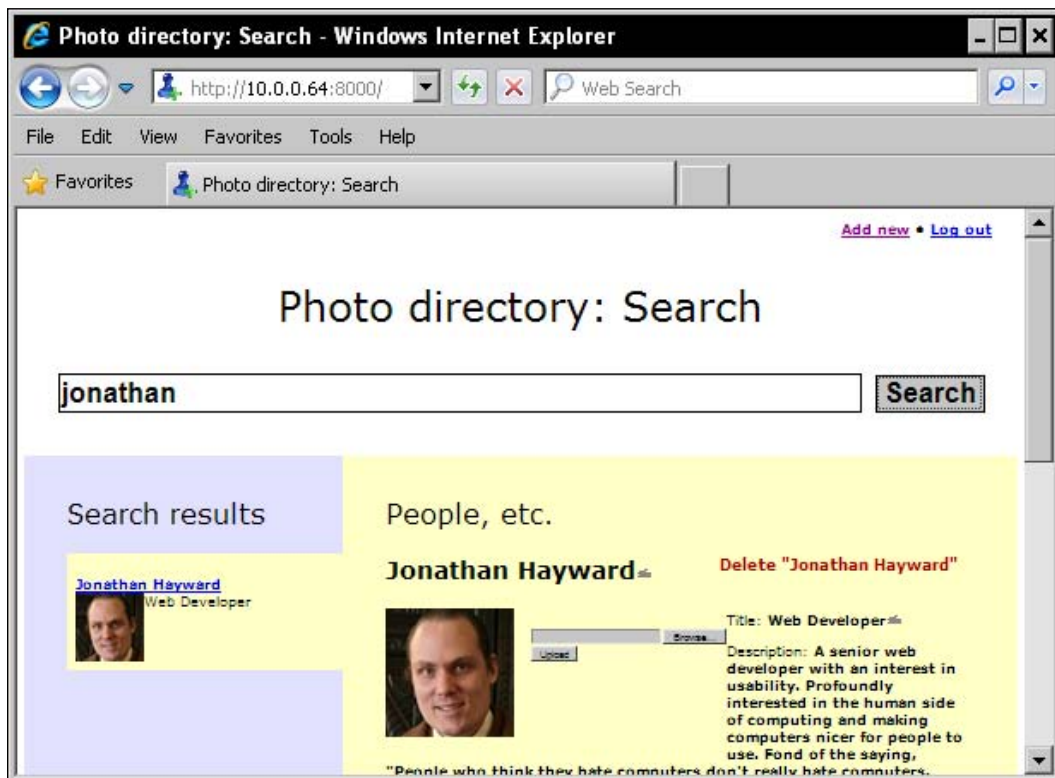 Photo directory: Search - Windows Internet Explorer
http://10.0.0.64:8000/
Web Search
File Edit View Favorites Tools Help
Favorites
Photo directory: Search
Add new • Log out
Photo directory: Search
jonathan
Search
Search results
Jonathan Hayward
Web Developer
People, etc.
Jonathan Hayward
Delete "Jonathan Hayward"
Browse...
Upload
Title: Web Developer
Description: A senior web
developer with an interest in
usability. Profoundly
interested in the human side
of computing and making
computers nicer for people to
use. Fond of the saying,
"People who think they hate computers don't really hate computers.